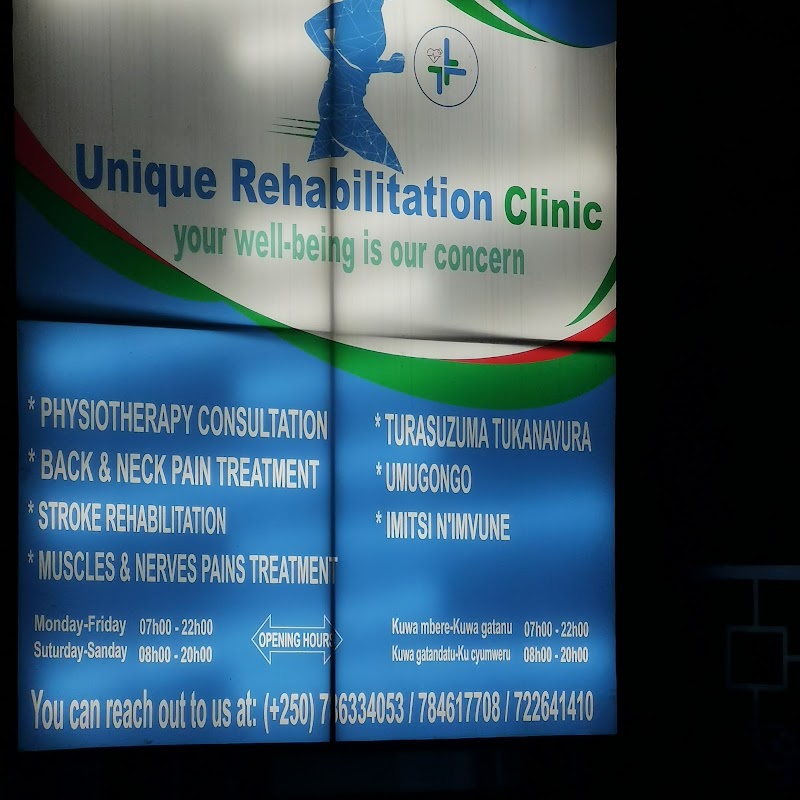 Unique Rehabilitation Clinic
your well-being is our concern
* PHYSIOTHERAPY CONSULTATION
* BACK & NECK PAIN TREATMENT
* STROKE REHABILITATION
* MUSCLES & NERVES PAINS TREATMENT
* TURASUZUMA TUKANAVURA
* UMUGONGO
* IMITSI N'IMVUNE
Monday-Friday 07h00 - 22h00
Suturday-Sanday 08h00 - 20h00
OPENING HOURS
Kuwa mbere-Kuwa gatanu 07h00 - 22h00
Kuwa gatandatu-Ku cyumweru 08h00 - 20h00
You can reach out to us at: (+250) 786334053 / 784617708 / 722641410